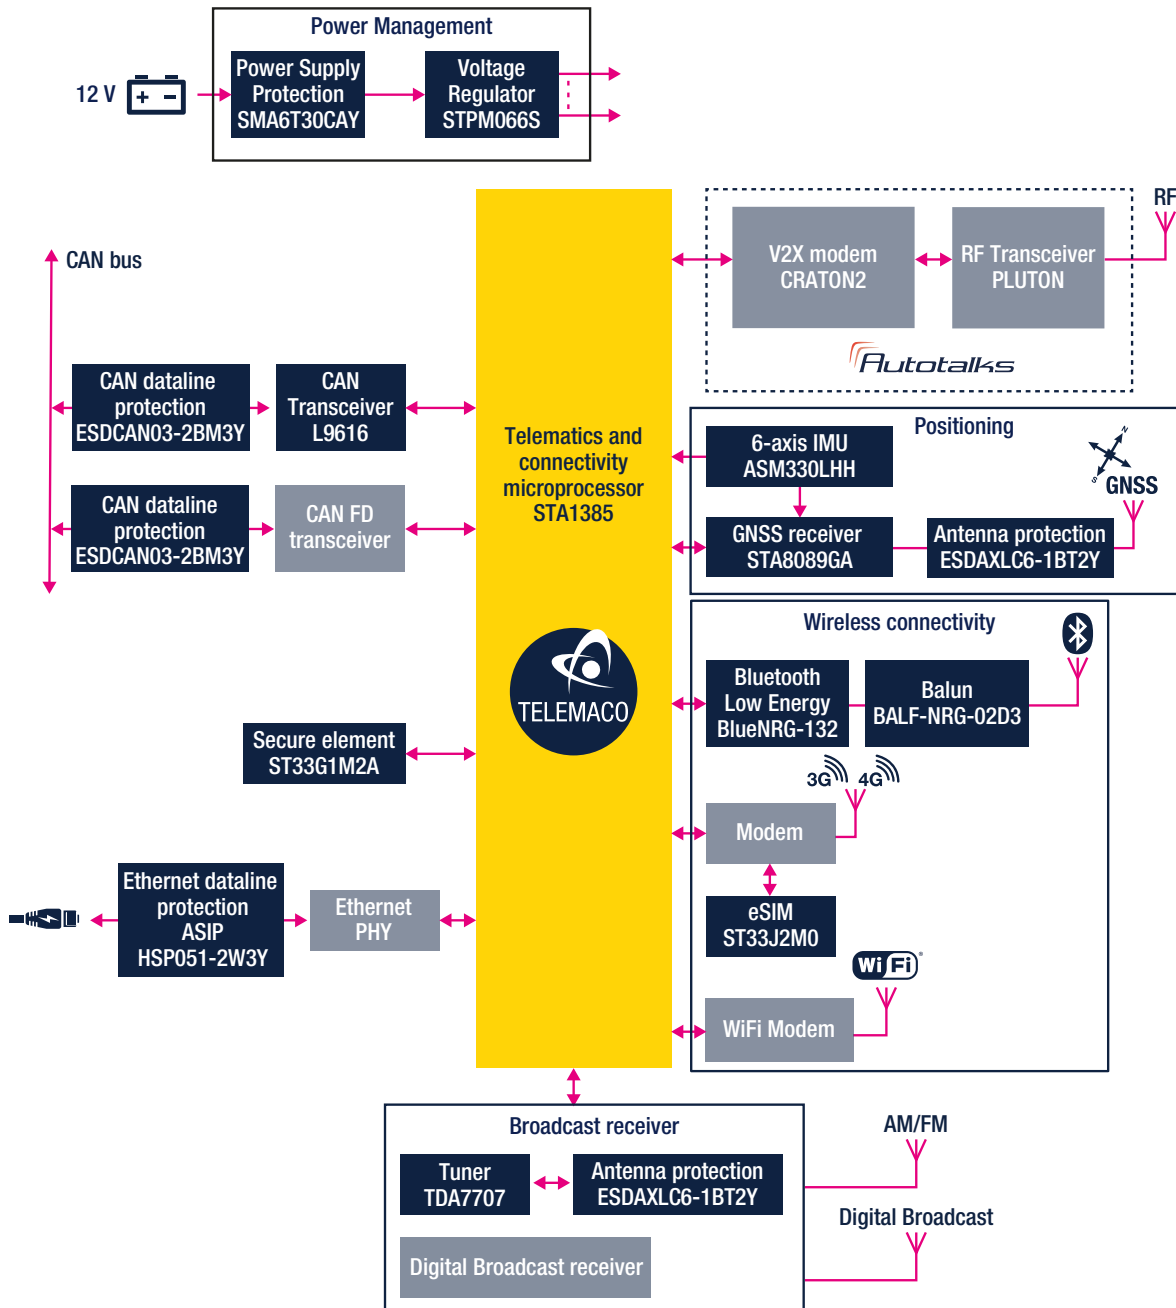 Power Management
12 V
+ −
Power Supply
Protection
SMA6T30CAY
Voltage
Regulator
STPM066S
CAN bus
CAN dataline
protection
ESDCAN03-2BM3Y
CAN
Transceiver
L9616
CAN dataline
protection
ESDCAN03-2BM3Y
CAN FD
transceiver
Secure element
ST33G1M2A
Ethernet dataline
protection
ASIP
HSP051-2W3Y
Ethernet
PHY
Telematics and
connectivity
microprocessor
STA1385
TELEMACO
RF
V2X modem
CRATON2
RF Transceiver
PLUTON
Autotalks
Positioning
6-axis IMU
ASM330LHH
N
S
GNSS
GNSS receiver
STA8089GA
Antenna protection
ESDAXLC6-1BT2Y
Wireless connectivity
Bluetooth
Low Energy
BlueNRG-132
Balun
BALF-NRG-02D3
3G
4G
Modem
eSIM
ST33J2M0
WiFi
®
WiFi Modem
Broadcast receiver
Tuner
TDA7707
Antenna protection
ESDAXLC6-1BT2Y
Digital Broadcast receiver
AM/FM
Digital Broadcast